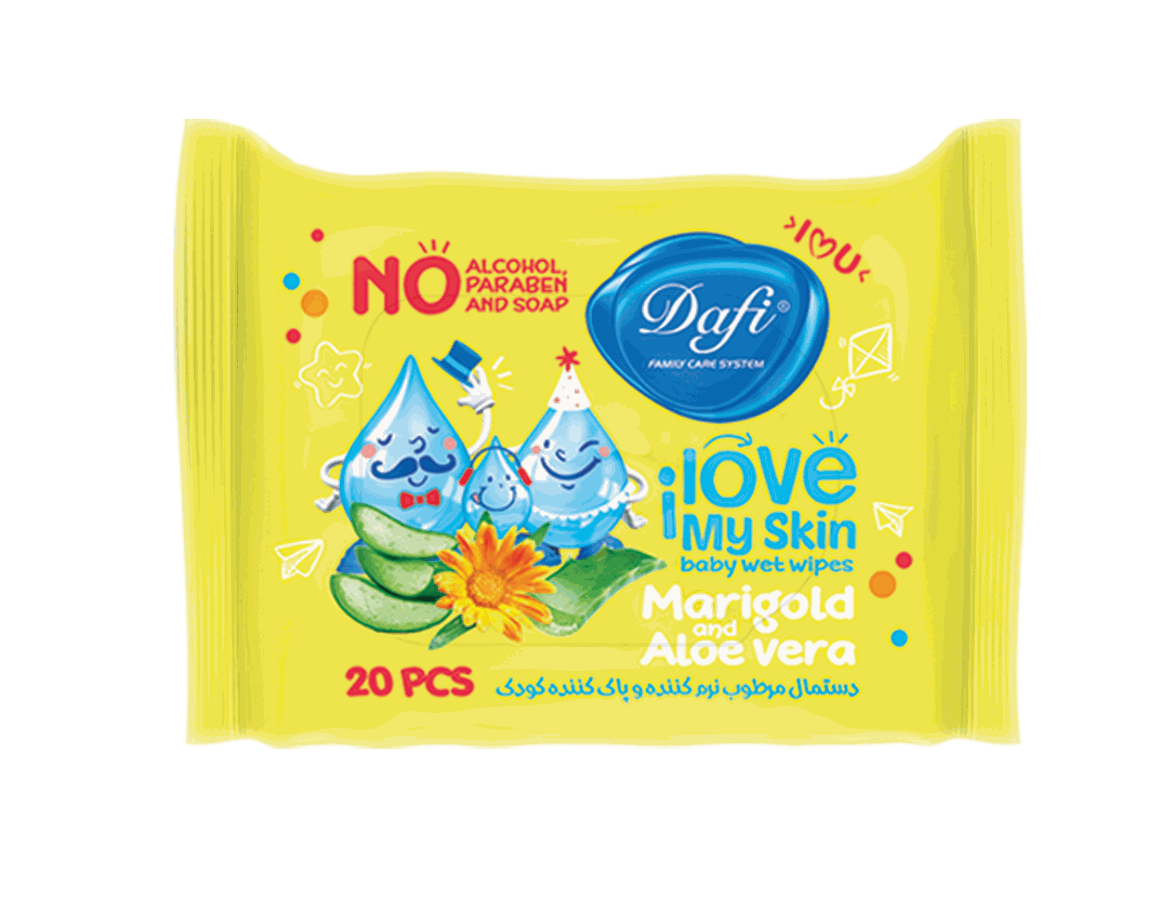 NO ALCOHOL,
PARABEN
AND SOAP
I U
Dafi®
FAMILY CARE SYSTEM
i love
My Skin
baby wet wipes
Marigold
and
Aloe vera
20 PCS
دستمال مرطوب نرم کننده و پاک کننده کودک